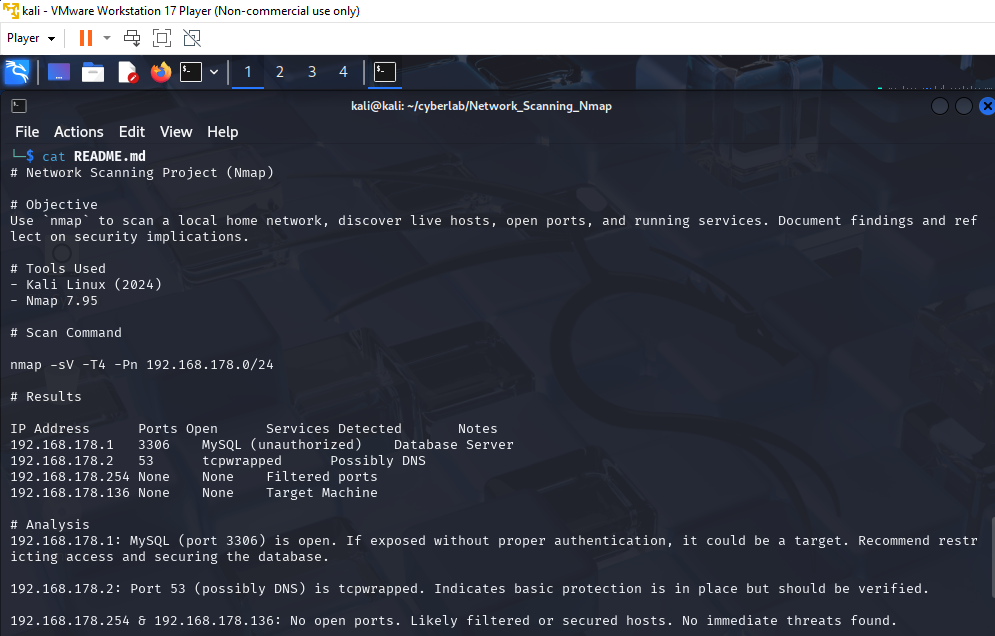 kali - VMware Workstation 17 Player (Non-commercial use only)
Player
1 2 3 4
kali@kali: ~/cyberlab/Network_Scanning_Nmap
File Actions Edit View Help
└─$ cat README.md
# Network Scanning Project (Nmap)
# Objective
Use `nmap` to scan a local home network, discover live hosts, open ports, and running services. Document findings and ref
lect on security implications.
# Tools Used
- Kali Linux (2024)
- Nmap 7.95
# Scan Command
nmap -sV -T4 -Pn 192.168.178.0/24
# Results
IP Address      Ports Open      Services Detected       Notes
192.168.178.1   3306    MySQL (unauthorized)    Database Server
192.168.178.2   53      tcpwrapped      Possibly DNS
192.168.178.254 None    None    Filtered ports
192.168.178.136 None    None    Target Machine
# Analysis
192.168.178.1: MySQL (port 3306) is open. If exposed without proper authentication, it could be a target. Recommend restr
icting access and securing the database.
192.168.178.2: Port 53 (possibly DNS) is tcpwrapped. Indicates basic protection is in place but should be verified.
192.168.178.254 & 192.168.178.136: No open ports. Likely filtered or secured hosts. No immediate threats found.